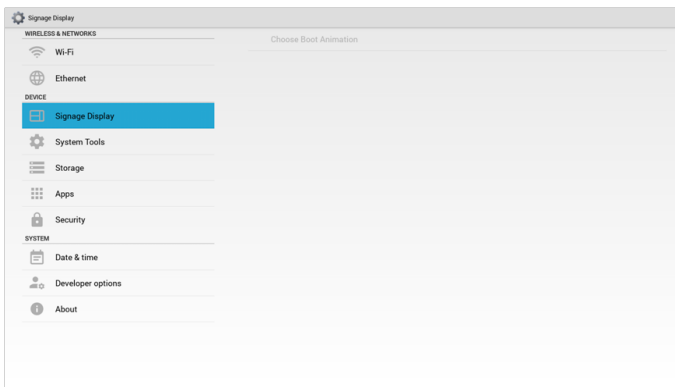 Signage Display
WIRELESS & NETWORKS
Wi-Fi
Ethernet
DEVICE
Signage Display
System Tools
Storage
Apps
Security
SYSTEM
Date & time
Developer options
About
Choose Boot Animation